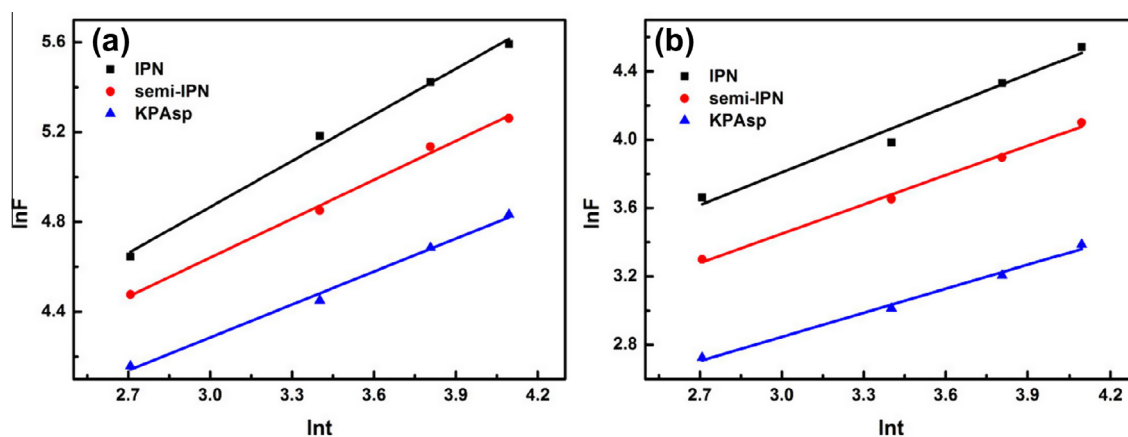 (a)
IPN
semi-IPN
KPAsp
lnF
5.6
5.2
4.8
4.4
2.7 3.0 3.3 3.6 3.9 4.2
lnt
(b)
IPN
semi-IPN
KPAsp
lnF
4.4
4.0
3.6
3.2
2.8
2.7 3.0 3.3 3.6 3.9 4.2
lnt